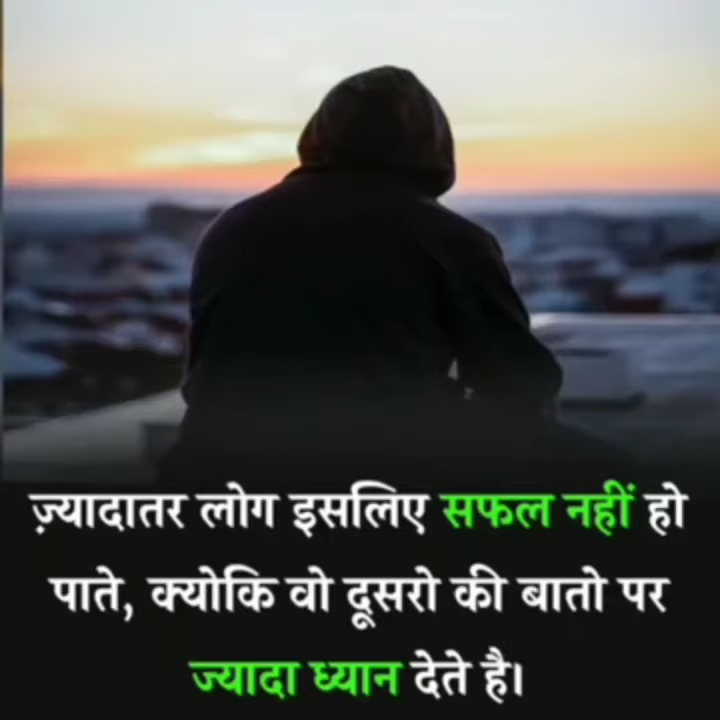 ज़्यादातर लोग इसलिए सफल नहीं हो
पाते, क्योकि वो दूसरो की बातो पर
ज्यादा ध्यान देते है।